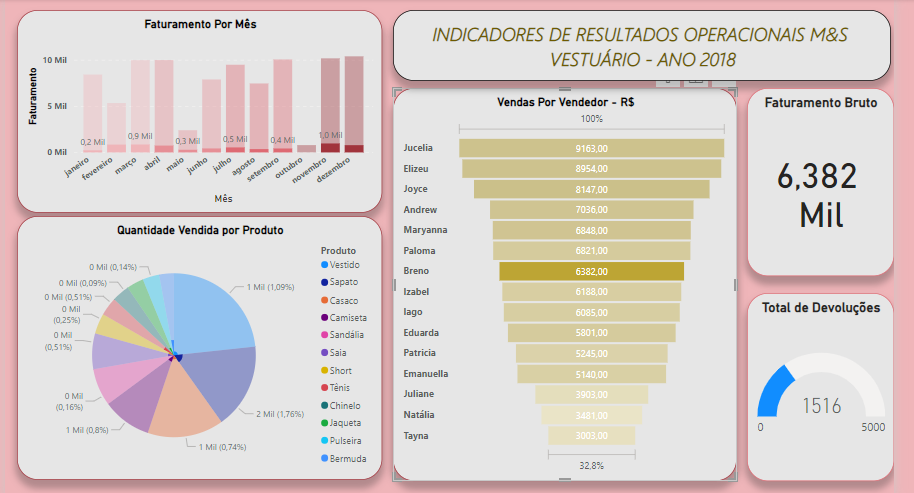 Faturamento Por Mês
Faturamento
10 Mil
5 Mil
0 Mil
0,2 Mil
0,9 Mil
0,3 Mil
0,5 Mil
0,4 Mil
1,0 Mil
janeiro
fevereiro
março
abril
maio
junho
julho
agosto
setembro
outubro
novembro
dezembro
Mês
INDICADORES DE RESULTADOS OPERACIONAIS M&S
VESTUÁRIO - ANO 2018
Quantidade Vendida por Produto
0 Mil (0,14%)
0 Mil (0,09%)
0 Mil (0,51%)
0 Mil
(0,25%)
0 Mil
(0,51%)
0 Mil
(0,16%)
1 Mil (0,8%)
1 Mil (0,74%)
2 Mil (1,76%)
1 Mil (1,09%)
Produto
Vestido
Sapato
Casaco
Camiseta
Sandália
Saia
Short
Tênis
Chinelo
Jaqueta
Pulseira
Bermuda
Vendas Por Vendedor - R$
100%
Jucelia 9163,00
Elizeu 8954,00
Joyce 8147,00
Andrew 7036,00
Maryanna 6848,00
Paloma 6821,00
Breno 6382,00
Izabel 6188,00
Iago 6085,00
Eduarda 5801,00
Patricia 5245,00
Emanuella 5140,00
Juliane 3903,00
Natália 3481,00
Tayna 3003,00
32,8%
Faturamento Bruto
6,382
Mil
Total de Devoluções
1516
0 5000